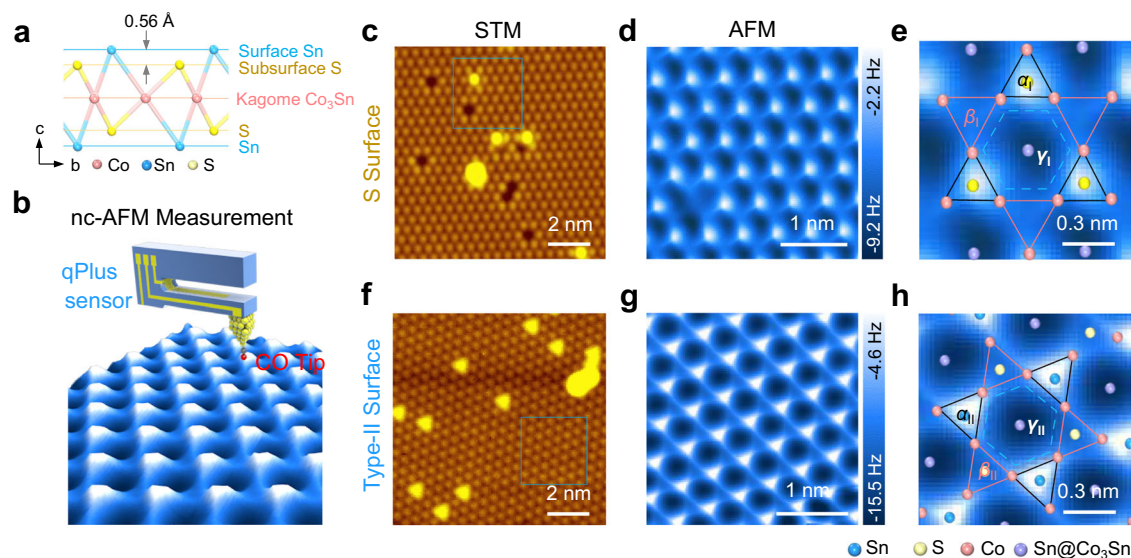 a
0.56 Å
Surface Sn
Subsurface S
Kagome Co₃Sn
S
Sn
c
b
Co Sn S
b
nc-AFM Measurement
qPlus
sensor
CO Tip
S Surface
Type-II Surface
c
STM
2 nm
d
AFM
1 nm
-2.2 Hz
-9.2 Hz
e
αI
βI
γI
0.3 nm
f
2 nm
g
1 nm
-4.6 Hz
-15.5 Hz
h
αII
βII
γII
0.3 nm
Sn S Co Sn@Co₃Sn